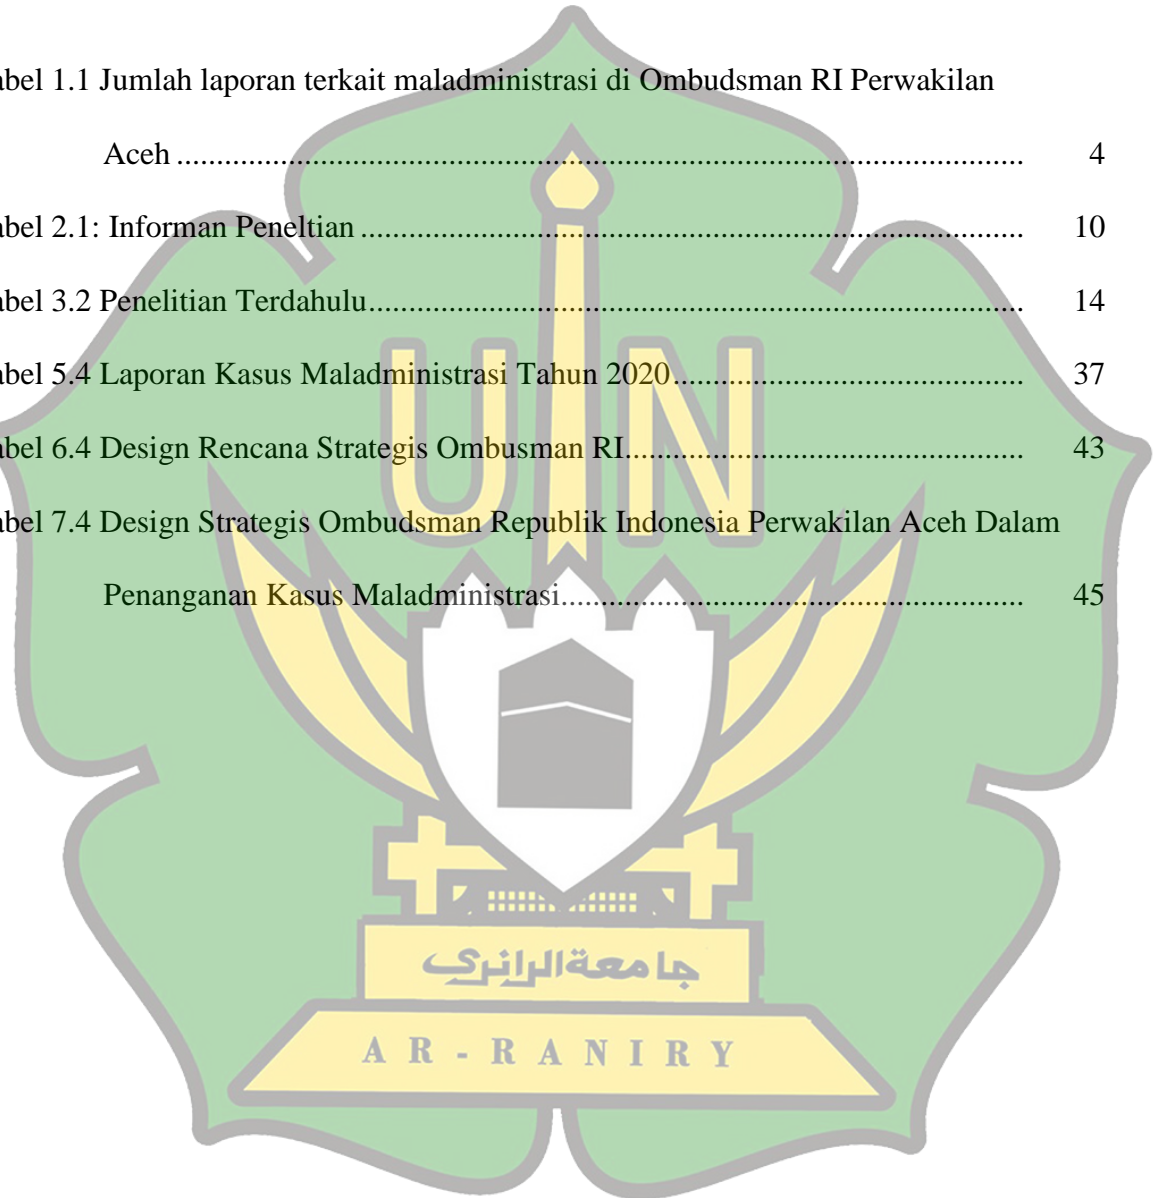 abel 1.1 Jumlah laporan terkait maladministrasi di Ombudsman RI Perwakilan
Aceh ........................................................................................................... 4
abel 2.1: Informan Peneltian .................................................................................... 10
abel 3.2 Penelitian Terdahulu................................................................................... 14
abel 5.4 Laporan Kasus Maladministrasi Tahun 2020............................................ 37
abel 6.4 Design Rencana Strategis Ombusman RI.................................................. 43
abel 7.4 Design Strategis Ombudsman Republik Indonesia Perwakilan Aceh Dalam
Penanganan Kasus Maladministrasi.......................................................... 45
UIN
جامعةالرانري
AR-RANIRY